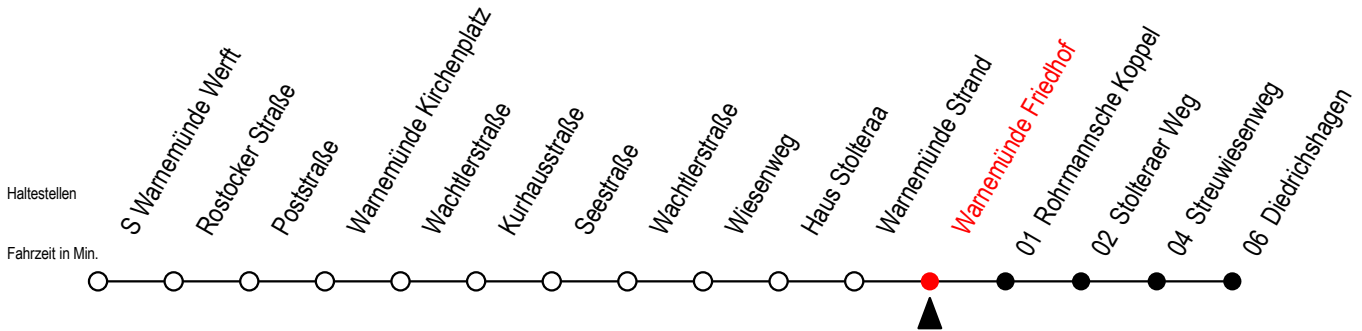 S Warnemünde Werft
Rostocker Straße
Poststraße
Warnemünde Kirchenplatz
Wachtlerstraße
Kurhausstraße
Seestraße
Wachtlerstraße
Wiesenweg
Haus Stolteraa
Warnemünde Strand
Warnemünde Friedhof
01 Rohrmannsche Koppel
02 Stolteraer Weg
04 Streuwiesenweg
06 Diedrichshagen
Haltestellen
Fahrzeit in Min.